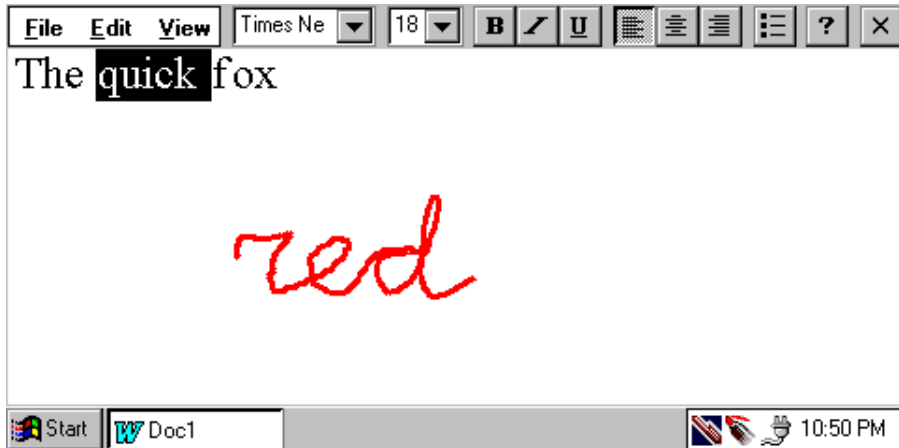 File Edit View Times Ne 18 B I U ?
The quick fox
red
Start Doc1 10:50 PM